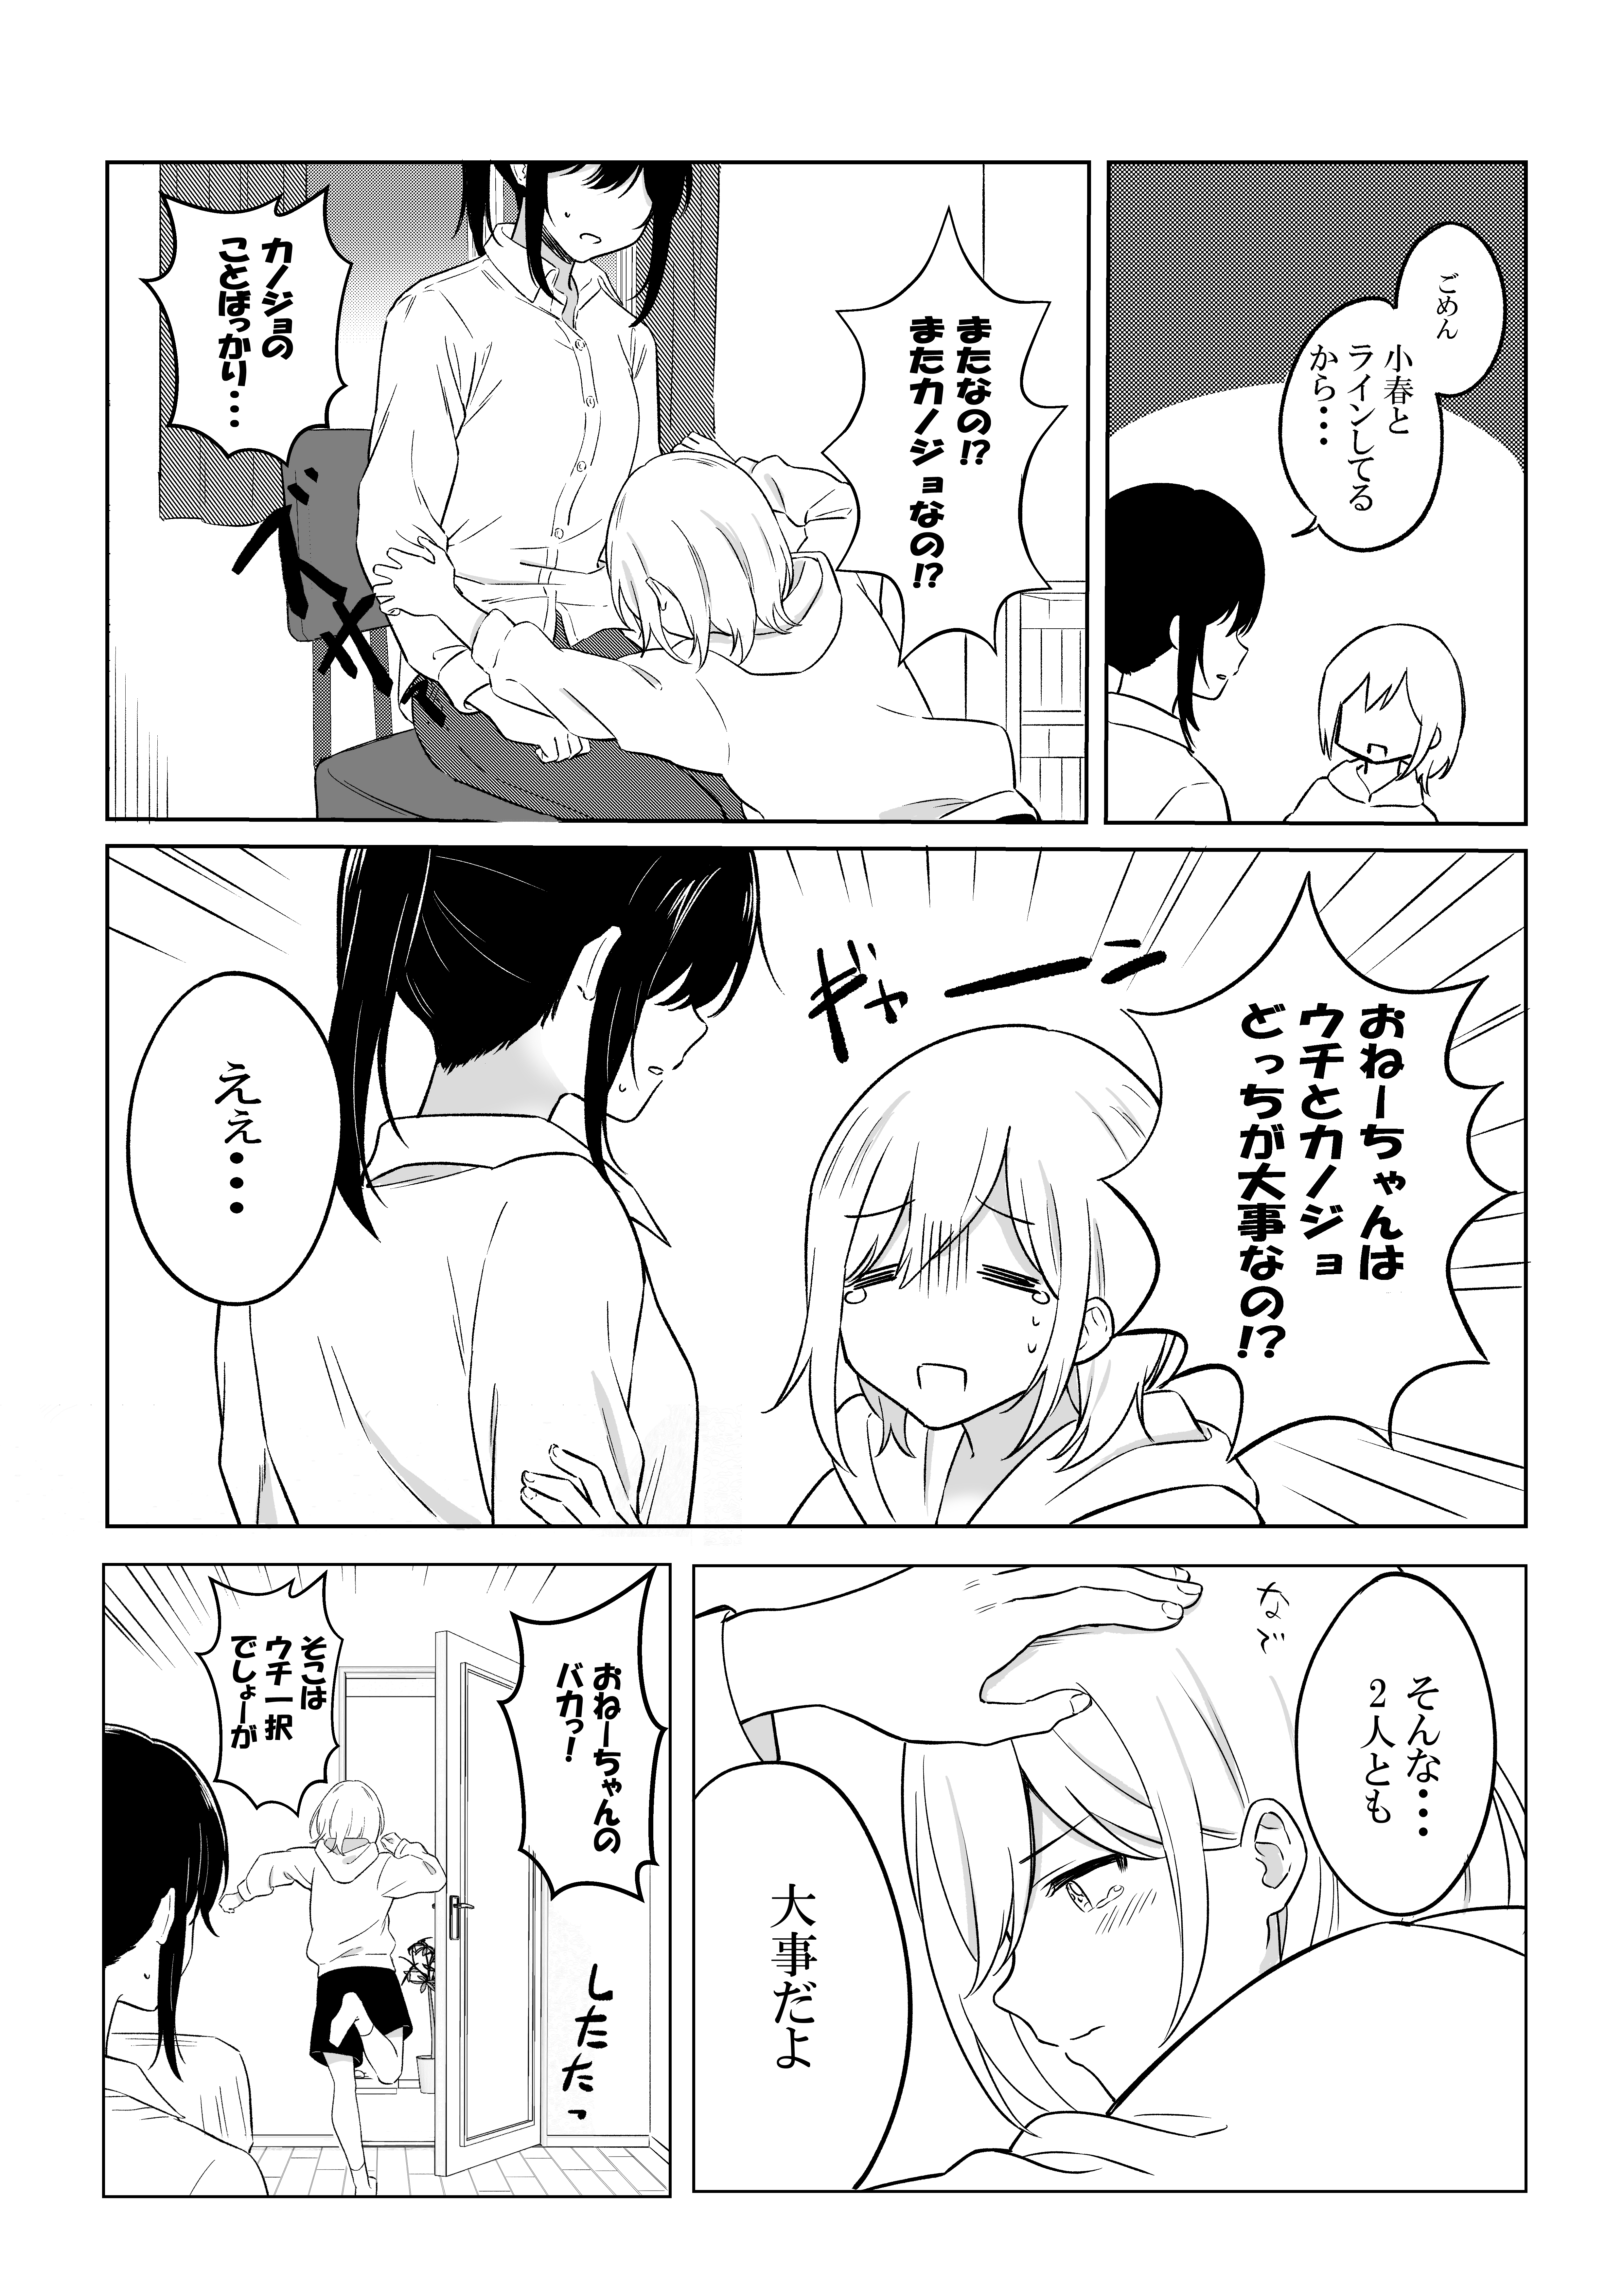 ごめん
小春と
ラインしてる
から・・・
またなの!?
またカノジョなの!?
カノジョの
ことばっかり・・・
おねーちゃんは
ウチとカノジョ
どっちが大事なの!?
ギャーン
えぇ・・・
そんな・・・
2人とも
なで
大事だよ
おねーちゃんの
バカっ!
そこは
ウチ一択
でしょーが
したたっ